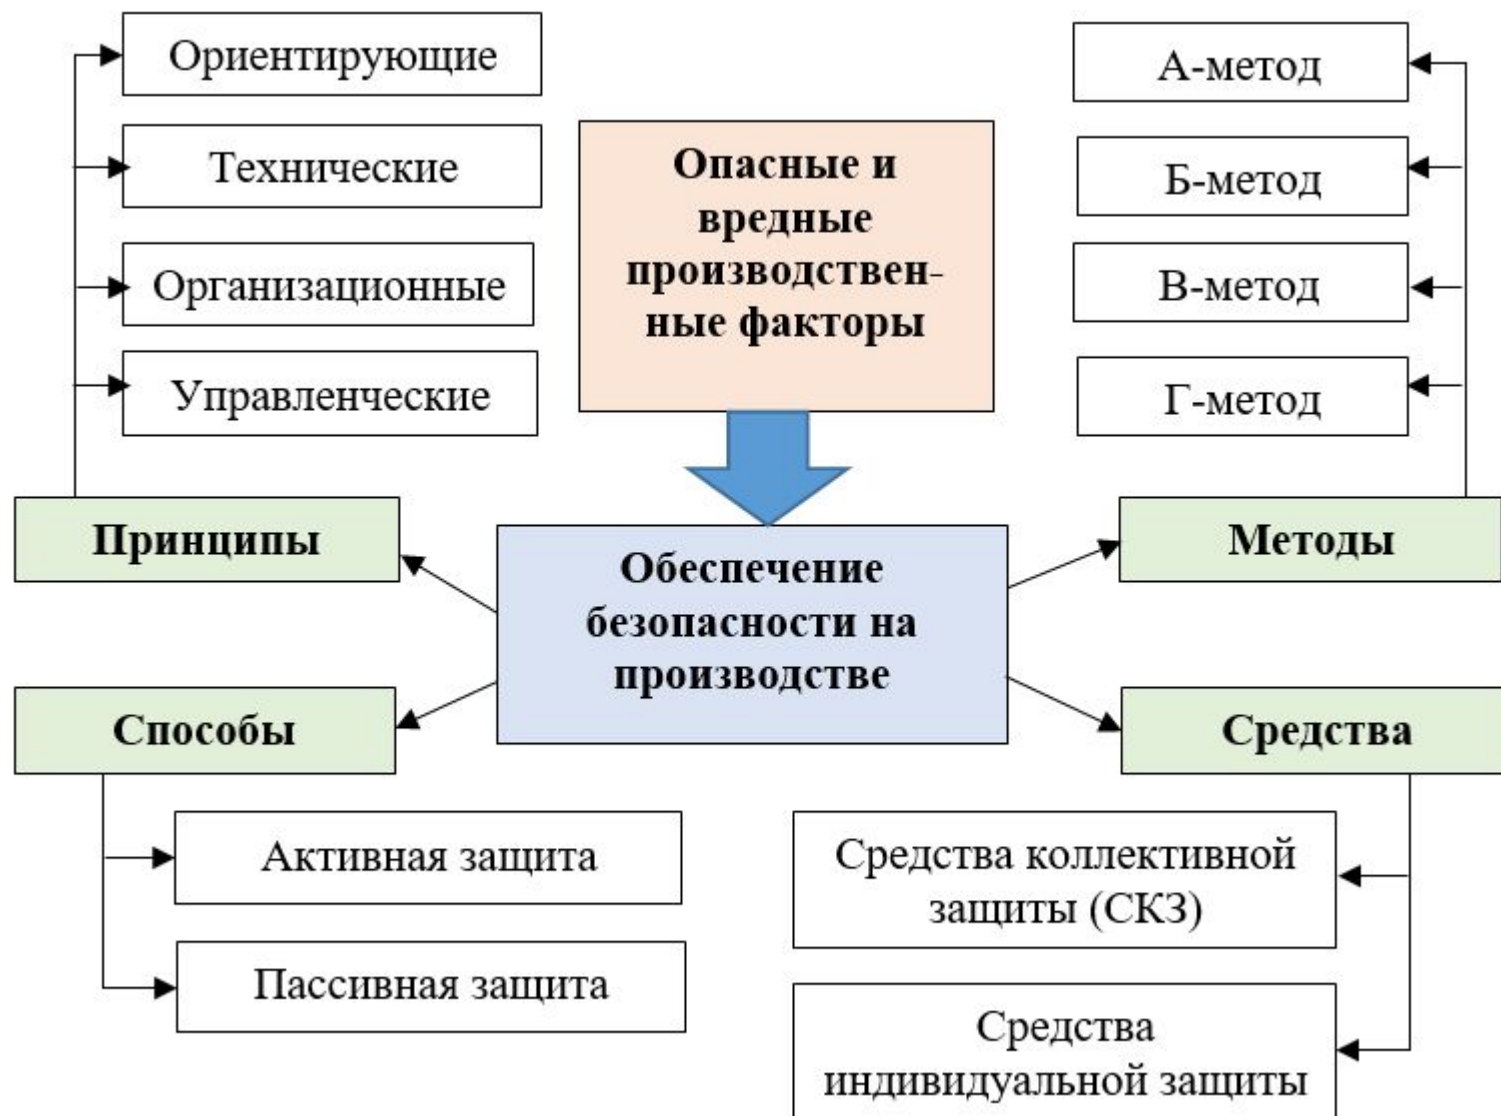 Ориентирующие
Технические
Организационные
Управленческие
Опасные и
вредные
производствен-
ные факторы
А-метод
Б-метод
В-метод
Г-метод
Принципы
Обеспечение
безопасности на
производстве
Методы
Способы
Средства
Активная защита
Пассивная защита
Средства коллективной
защиты (СКЗ)
Средства
индивидуальной защиты